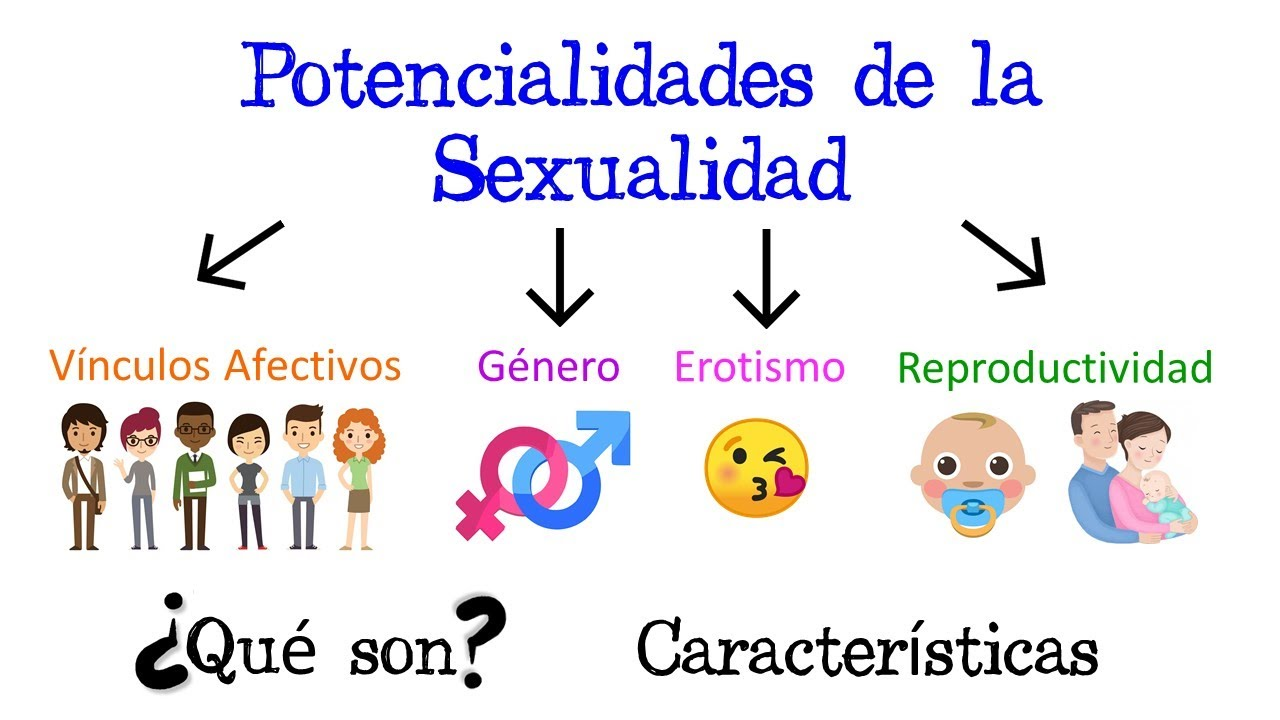 Potencialidades de la
Sexualidad
Vínculos Afectivos
Género
Erotismo
Reproductividad
¿Qué son?
Características